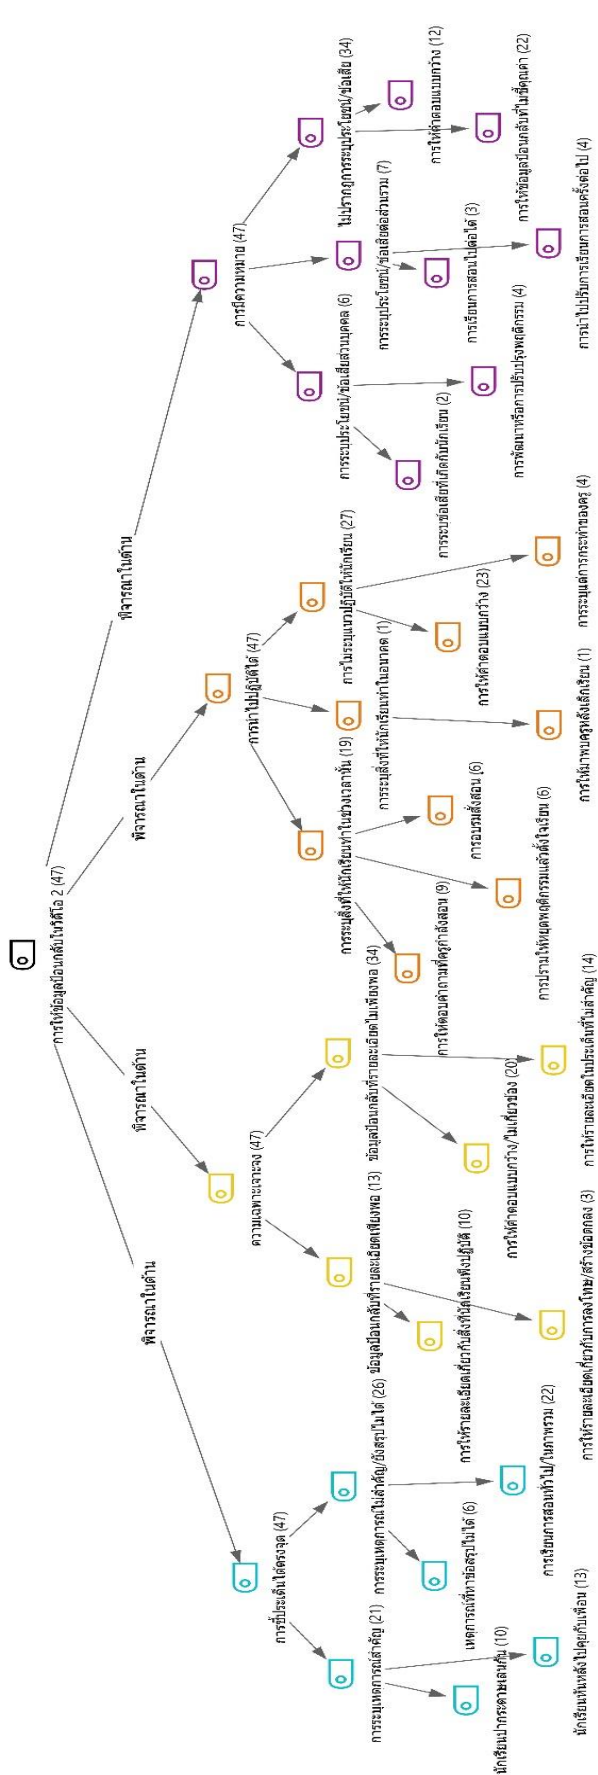 การให้ข้อมูลป้อนกลับในวิดีโอ 2 (47)
พิจารณาในด้าน
พิจารณาในด้าน
พิจารณาในด้าน
พิจารณาในด้าน
การชี้ประเด็นได้ตรงจุด (47)
ความเฉพาะเจาะจง (47)
การนำไปปฏิบัติได้ (47)
การมีความหมาย (47)
การระบุเหตุการณ์สำคัญ (21)
การระบุเหตุการณ์ไม่สำคัญ/ยังสรุปไม่ได้ (26)
ข้อมูลป้อนกลับที่รายละเอียดเพียงพอ (13)
ข้อมูลป้อนกลับที่รายละเอียดไม่เพียงพอ (34)
การระบุสิ่งที่ให้นักเรียนทำในช่วงเวลานั้น (19)
การระบุสิ่งที่ให้นักเรียนทำในอนาคต (1)
การไม่ระบุแนวปฏิบัติให้นักเรียน (27)
การระบุประโยชน์/ข้อเสียส่วนบุคคล (6)
การระบุประโยชน์/ข้อเสียต่อส่วนรวม (7)
ไม่ปรากฏการระบุประโยชน์/ข้อเสีย (34)
นักเรียนปากระดาษเล่นกัน (10)
นักเรียนหันหลังไปคุยกับเพื่อน (13)
เหตุการณ์ที่หาข้อสรุปไม่ได้ (6)
การเรียนการสอนทั่วไป/ในภาพรวม (22)
การให้รายละเอียดเกี่ยวกับสิ่งที่นักเรียนพึงปฏิบัติ (10)
การให้รายละเอียดเกี่ยวกับการลงโทษ/สร้างข้อตกลง (3)
การให้คำตอบแบบกว้าง/ไม่เกี่ยวข้อง (20)
การให้รายละเอียดในประเด็นที่ไม่สำคัญ (14)
การให้ตอบคำถามที่ครูกำลังสอน (9)
การปรามให้หยุดพฤติกรรมแล้วตั้งใจเรียน (6)
การอบรมสั่งสอน (6)
การให้มาพบครูหลังเลิกเรียน (1)
การให้คำตอบแบบกว้าง (23)
การระบุแต่การกระทำของครู (4)
การระบุข้อเสียที่เกิดกับนักเรียน (2)
การพัฒนาหรือการปรับปรุงพฤติกรรม (4)
การเรียนการสอนไปต่อได้ (3)
การนำไปปรับการเรียนการสอนครั้งต่อไป (4)
การให้คำตอบแบบกว้าง (12)
การให้ข้อมูลป้อนกลับที่ไม่ชี้คุณค่า (22)